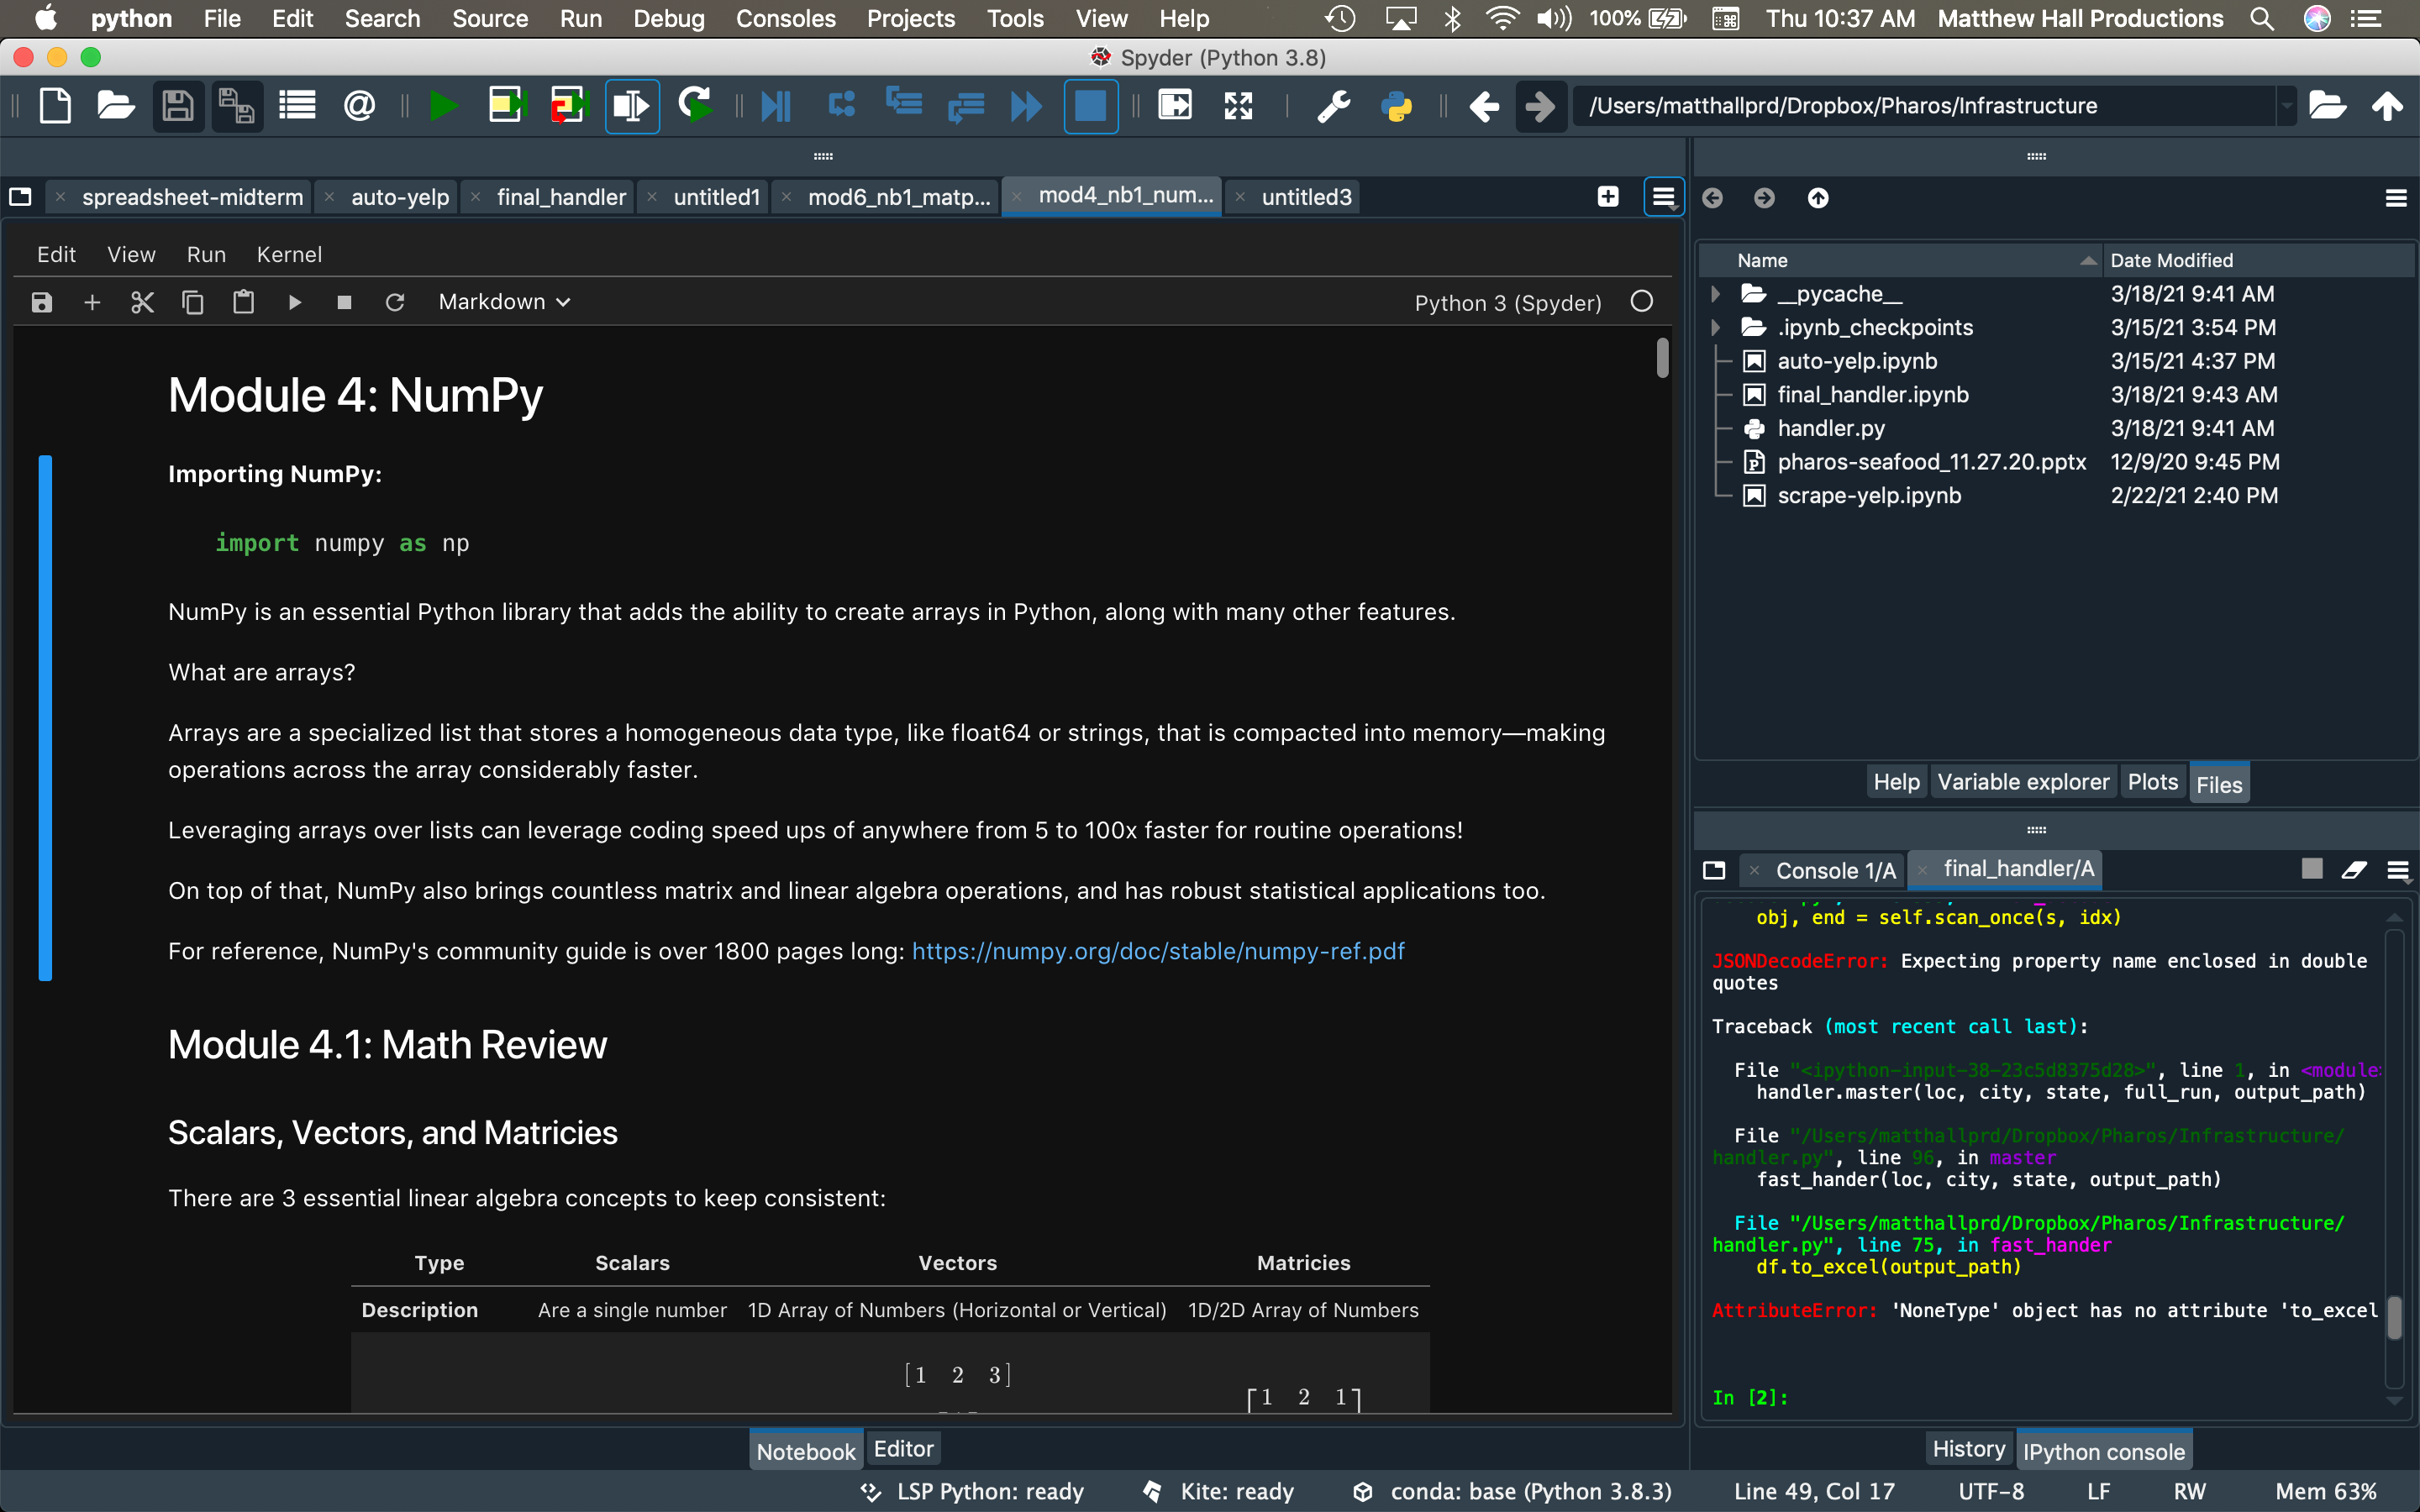 python File Edit Search Source Run Debug Consoles Projects Tools View Help 100% Thu 10:37 AM Matthew Hall Productions
Spyder (Python 3.8)
/Users/matthallprd/Dropbox/Pharos/Infrastructure
spreadsheet-midterm auto-yelp final_handler untitled1 mod6_nb1_matp... mod4_nb1_num... untitled3
Edit View Run Kernel
Markdown Python 3 (Spyder)
Module 4: NumPy
Importing NumPy:
import numpy as np
NumPy is an essential Python library that adds the ability to create arrays in Python, along with many other features.
What are arrays?
Arrays are a specialized list that stores a homogeneous data type, like float64 or strings, that is compacted into memory—making
operations across the array considerably faster.
Leveraging arrays over lists can leverage coding speed ups of anywhere from 5 to 100x faster for routine operations!
On top of that, NumPy also brings countless matrix and linear algebra operations, and has robust statistical applications too.
For reference, NumPy's community guide is over 1800 pages long: https://numpy.org/doc/stable/numpy-ref.pdf
Module 4.1: Math Review
Scalars, Vectors, and Matricies
There are 3 essential linear algebra concepts to keep consistent:
Type Scalars Vectors Matricies
Description Are a single number 1D Array of Numbers (Horizontal or Vertical) 1D/2D Array of Numbers
[1 2 3]
[1 2 1]
Notebook Editor
Name Date Modified
__pycache__ 3/18/21 9:41 AM
.ipynb_checkpoints 3/15/21 3:54 PM
auto-yelp.ipynb 3/15/21 4:37 PM
final_handler.ipynb 3/18/21 9:43 AM
handler.py 3/18/21 9:41 AM
pharos-seafood_11.27.20.pptx 12/9/20 9:45 PM
scrape-yelp.ipynb 2/22/21 2:40 PM
Help Variable explorer Plots Files
Console 1/A final_handler/A
obj, end = self.scan_once(s, idx)
JSONDecodeError: Expecting property name enclosed in double
quotes
Traceback (most recent call last):
File "<ipython-input-38-23c5d8375d28>", line 1, in <module>
handler.master(loc, city, state, full_run, output_path)
File "/Users/matthallprd/Dropbox/Pharos/Infrastructure/
handler.py", line 96, in master
fast_hander(loc, city, state, output_path)
File "/Users/matthallprd/Dropbox/Pharos/Infrastructure/
handler.py", line 75, in fast_hander
df.to_excel(output_path)
AttributeError: 'NoneType' object has no attribute 'to_excel
In [2]:
History IPython console
LSP Python: ready Kite: ready conda: base (Python 3.8.3) Line 49, Col 17 UTF-8 LF RW Mem 63%